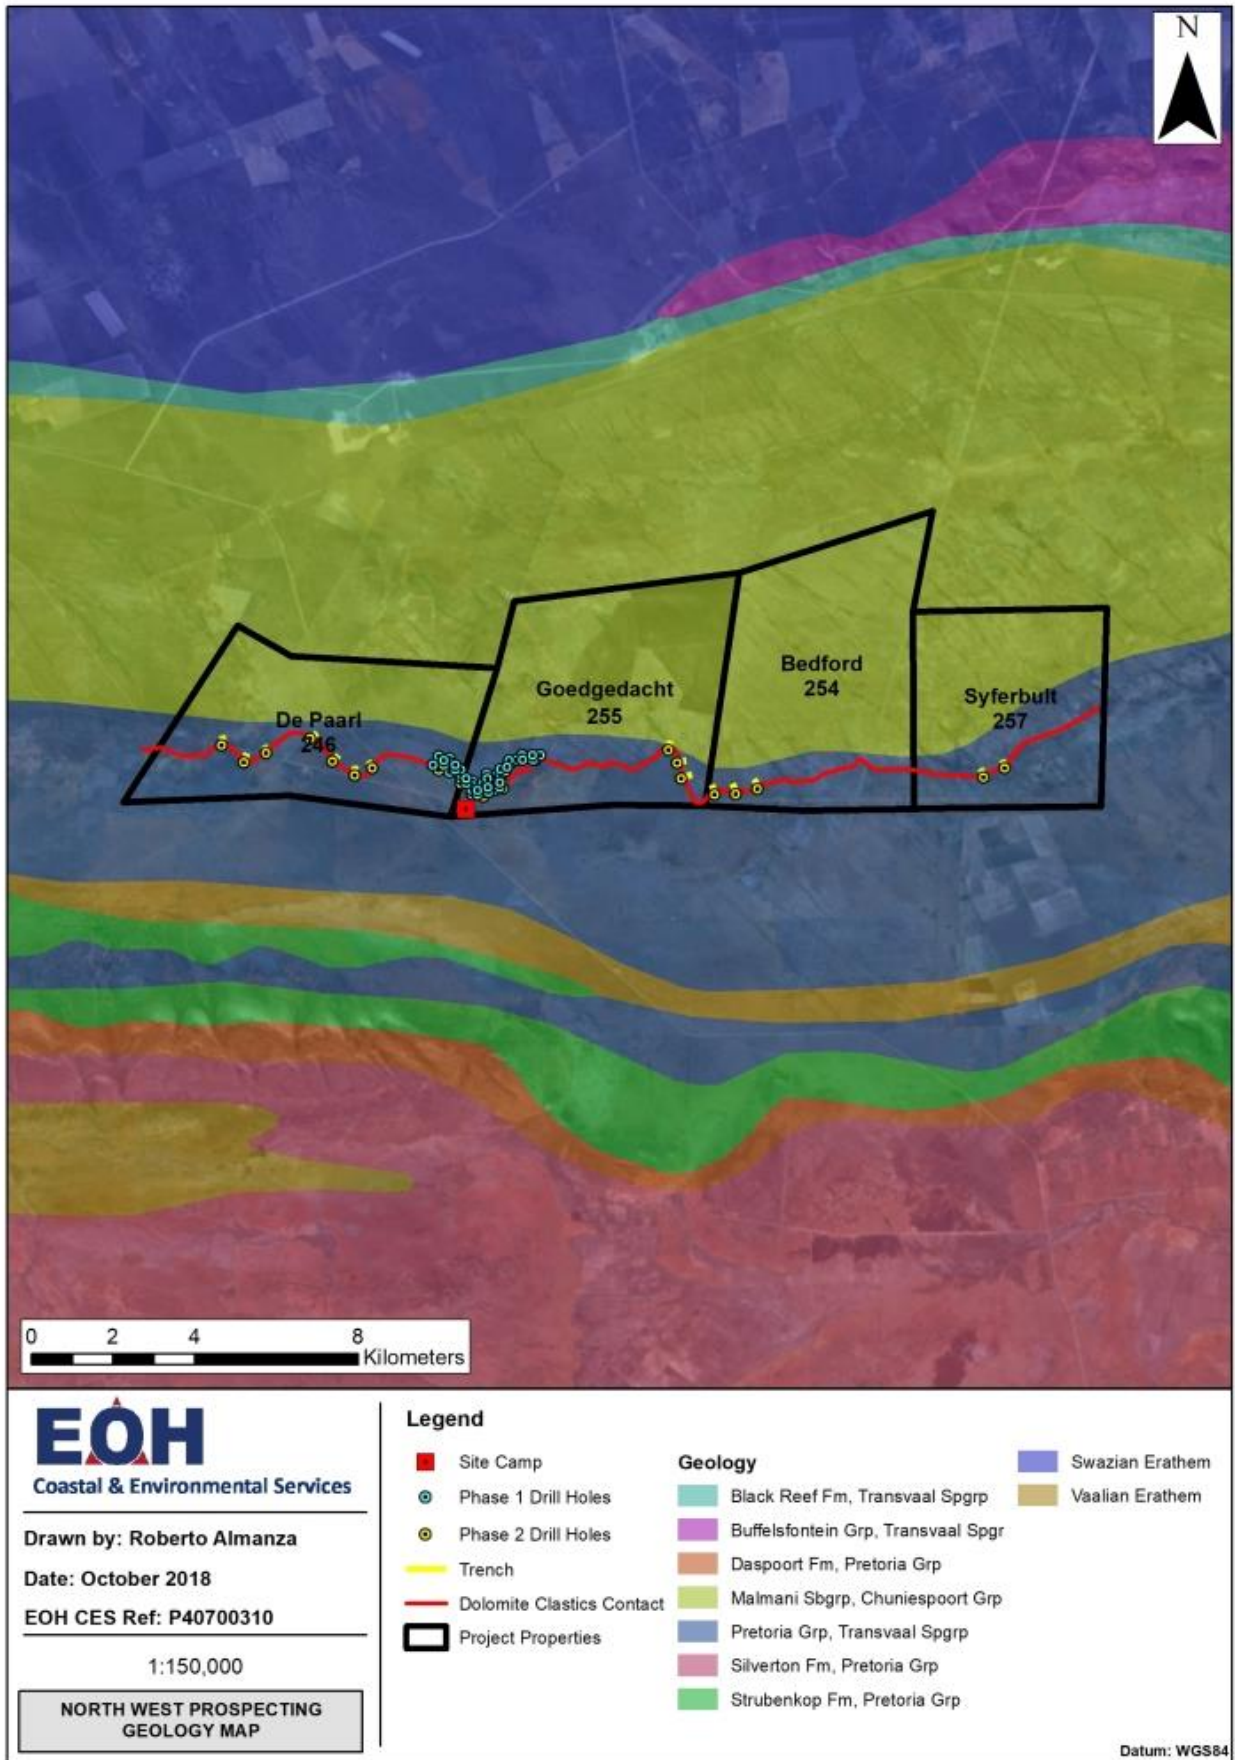 N
Bedford
254
Goedgedacht
255
Syferbult
257
De Paarl
246
0 2 4 8
Kilometers
EOH
Coastal & Environmental Services
Drawn by: Roberto Almanza
Date: October 2018
EOH CES Ref: P40700310
1:150,000
NORTH WEST PROSPECTING
GEOLOGY MAP
Legend
Site Camp
Phase 1 Drill Holes
Phase 2 Drill Holes
Trench
Dolomite Clastics Contact
Project Properties
Geology
Black Reef Fm, Transvaal Spgrp
Buffelsfontein Grp, Transvaal Spgr
Daspoort Fm, Pretoria Grp
Malmani Sbgrp, Chuniespoort Grp
Pretoria Grp, Transvaal Spgrp
Silverton Fm, Pretoria Grp
Strubenkop Fm, Pretoria Grp
Swazian Erathem
Vaalian Erathem
Datum: WGS84